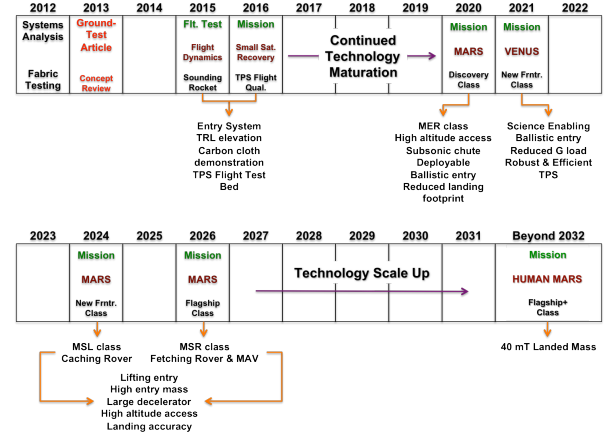 2012 2013 2014 2015 2016 2017 2018 2019 2020 2021 2022
Systems
Analysis
Fabric
Testing
Ground-
Test
Article
Concept
Review
Flt. Test
Flight
Dynamics
Sounding
Rocket
Mission
Small Sat.
Recovery
TPS Flight
Qual.
Continued
Technology
Maturation
Mission
MARS
Discovery
Class
Mission
VENUS
New Frntr.
Class
Entry System
TRL elevation
Carbon cloth
demonstration
TPS Flight Test
Bed
MER class
High altitude access
Subsonic chute
Deployable
Ballistic entry
Reduced landing
footprint
Science Enabling
Ballistic entry
Reduced G load
Robust & Efficient
TPS
2023 2024 2025 2026 2027 2028 2029 2030 2031 Beyond 2032
Mission
MARS
New Frntr.
Class
Mission
MARS
Flagship
Class
Technology Scale Up
Mission
HUMAN MARS
Flagship+
Class
MSL class
Caching Rover
MSR class
Fetching Rover & MAV
40 mT Landed Mass
Lifting entry
High entry mass
Large decelerator
High altitude access
Landing accuracy